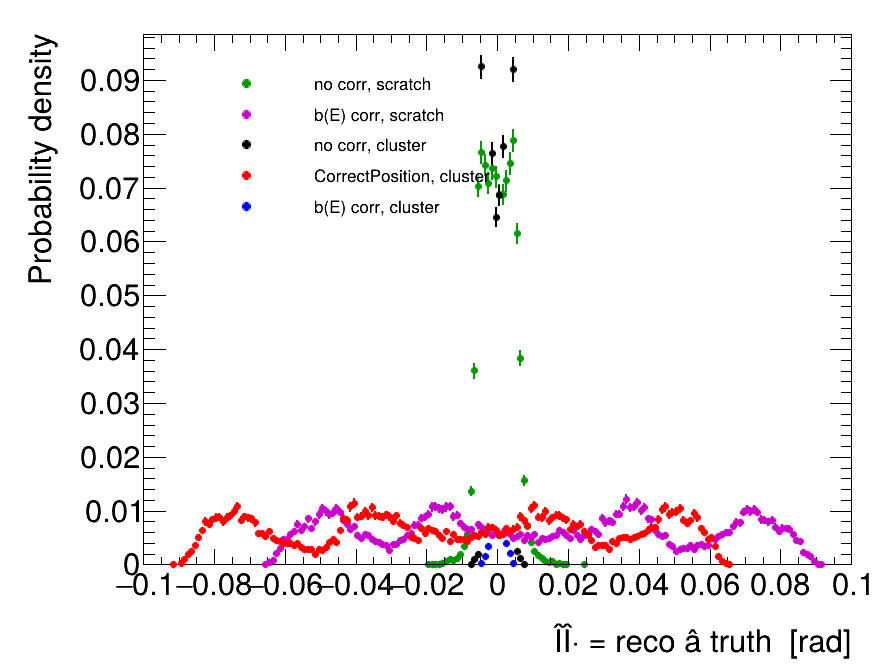 Probability density
0.09
0.08
0.07
0.06
0.05
0.04
0.03
0.02
0.01
0
no corr, scratch
b(E) corr, scratch
no corr, cluster
CorrectPosition, cluster
b(E) corr, cluster
−0.1 −0.08 −0.06 −0.04 −0.02 0 0.02 0.04 0.06 0.08 0.1
ÎÎ· = reco â truth [rad]